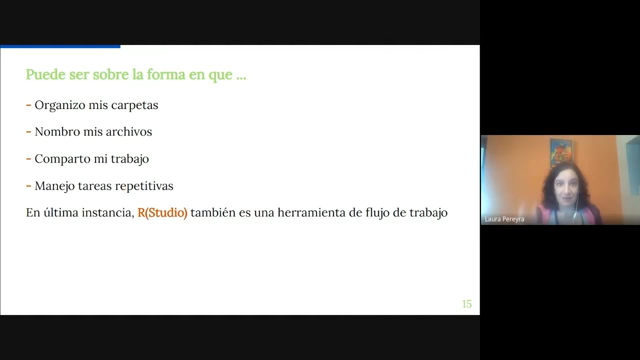 Puede ser sobre la forma en que ...
- Organizo mis carpetas
- Nombro mis archivos
- Comparto mi trabajo
- Manejo tareas repetitivas
En última instancia, R(Studio) también es una herramienta de flujo de trabajo
15
Laura Pereyra